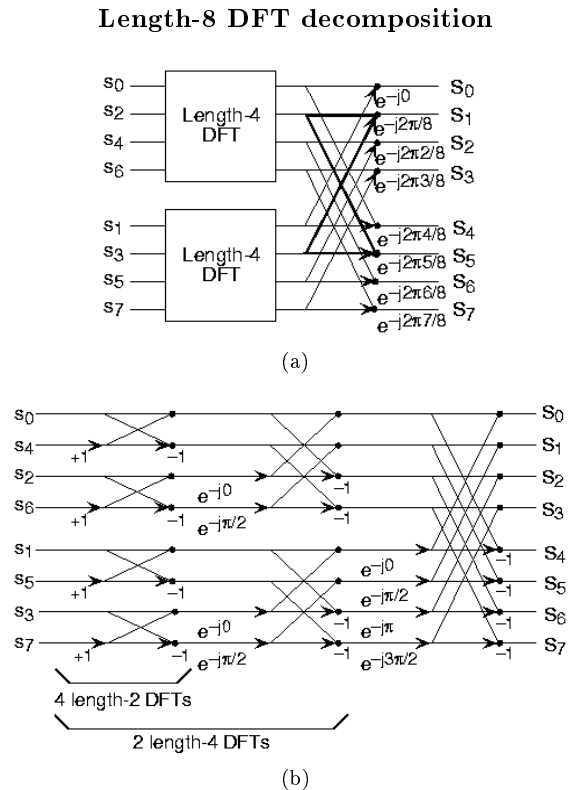 Length-8 DFT decomposition
s0 S0
e–j0
s2 Length-4 DFT S1
e–j2π/8
s4 S2
e–j2π2/8
s6 S3
e–j2π3/8
s1 S4
e–j2π4/8
s3 Length-4 DFT S5
e–j2π5/8
s5 S6
e–j2π6/8
s7 S7
e–j2π7/8
(a)
s0 S0
s4 S1
+1 –1
s2 S2
e–j0 –1
s6 S3
+1 –1 e–jπ/2 –1
s1 S4
e–j0 –1
s5 S5
+1 –1 e–jπ/2 –1
s3 S6
e–j0 –1 e–jπ –1
s7 S7
+1 –1 e–jπ/2 –1 e–j3π/2 –1
4 length-2 DFTs
2 length-4 DFTs
(b)